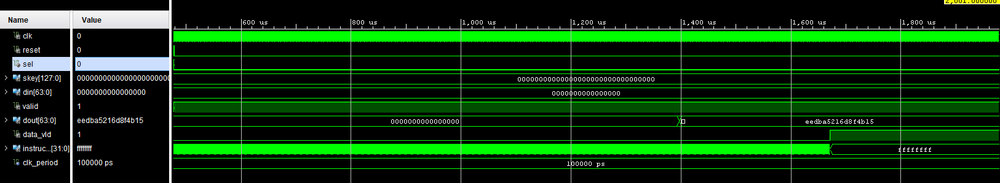 2,001.000000
Name Value
600 us 800 us 1,000 us 1,200 us 1,400 us 1,600 us 1,800 us
clk 0
reset 0
sel 0
skey[127:0] 00000000000000000000000 00000000000000000000000000000000
din[63:0] 0000000000000000 0000000000000000
valid 1
dout[63:0] eedba5216d8f4b15 0000000000000000 eedba5216d8f4b15
data_vld 1
instruc...[31:0] ffffffff ffffffff
clk_period 100000 ps 100000 ps